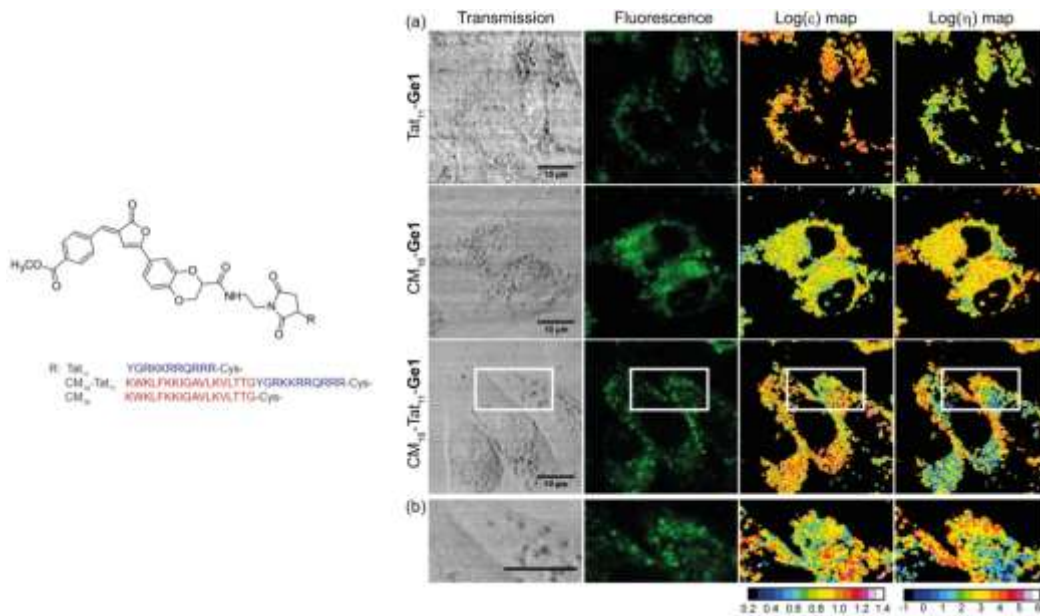 (a)
Transmission Fluorescence Log(ε) map Log(η) map
Tat₁₁-Ge1
10 µm
CM₁₈-Ge1
10 µm
CM₁₈-Tat₁₁-Ge1
10 µm
(b)
0.2 0.4 0.6 0.8 1.0 1.2 1.4
-1 0 1 2 3 4 5 6
O
O
H₃CO₂C
O
O
NH
O
N
O
R
O
R: Tat₁₁ YGRKKRRQRRR-Cys-
CM₁₈-Tat₁₁ KWKLFKKIGAVLKVLTTGYGRKKRRQRRR-Cys-
CM₁₈ KWKLFKKIGAVLKVLTTG-Cys-